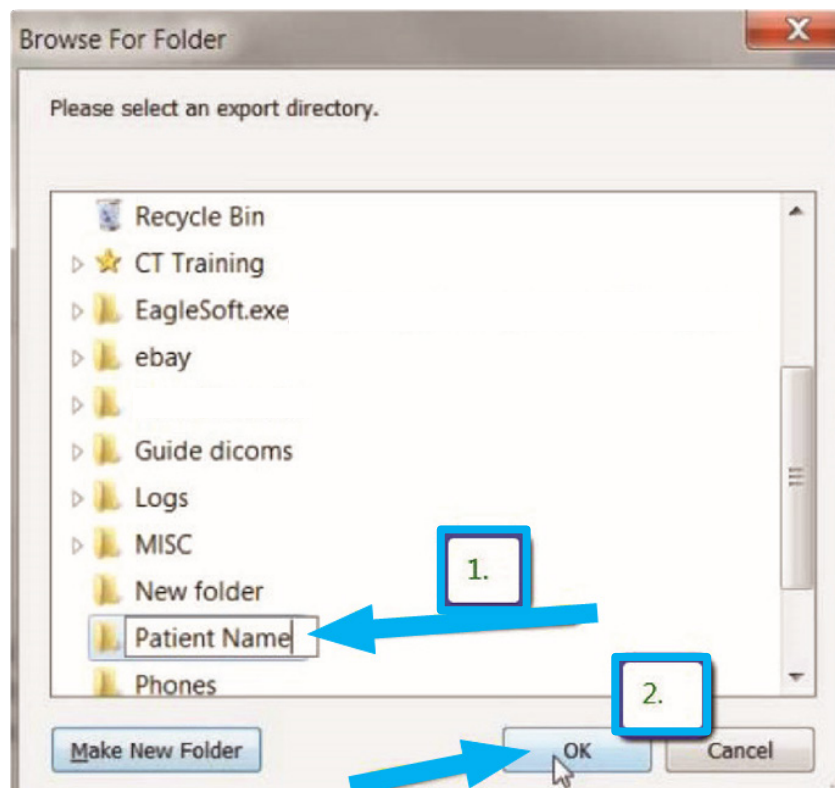 Browse For Folder
Please select an export directory.
Recycle Bin
CT Training
EagleSoft.exe
ebay
Guide dicoms
Logs
MISC
1.
New folder
Patient Name
Phones
2.
Make New Folder
OK
Cancel